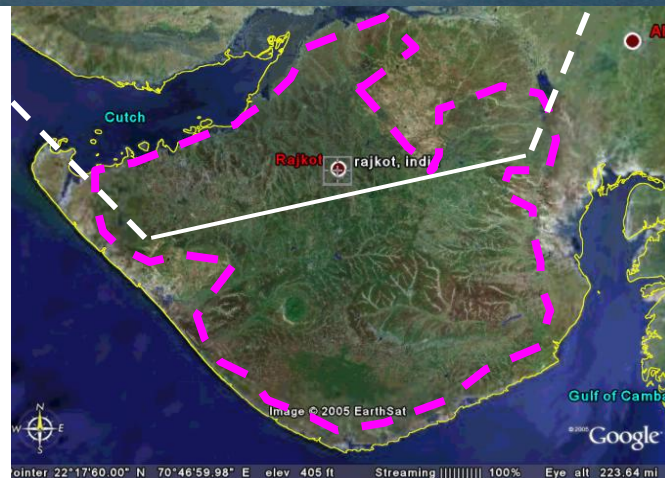 A
Cutch
Rajkot rajkot, indi
Image © 2005 EarthSat
Gulf of Camba
©2005 Google
N
W E
S
ointer 22°17'60.00" N 70°46'59.98" E elev 405 ft Streaming |||||||||| 100% Eye alt 223.64 mi